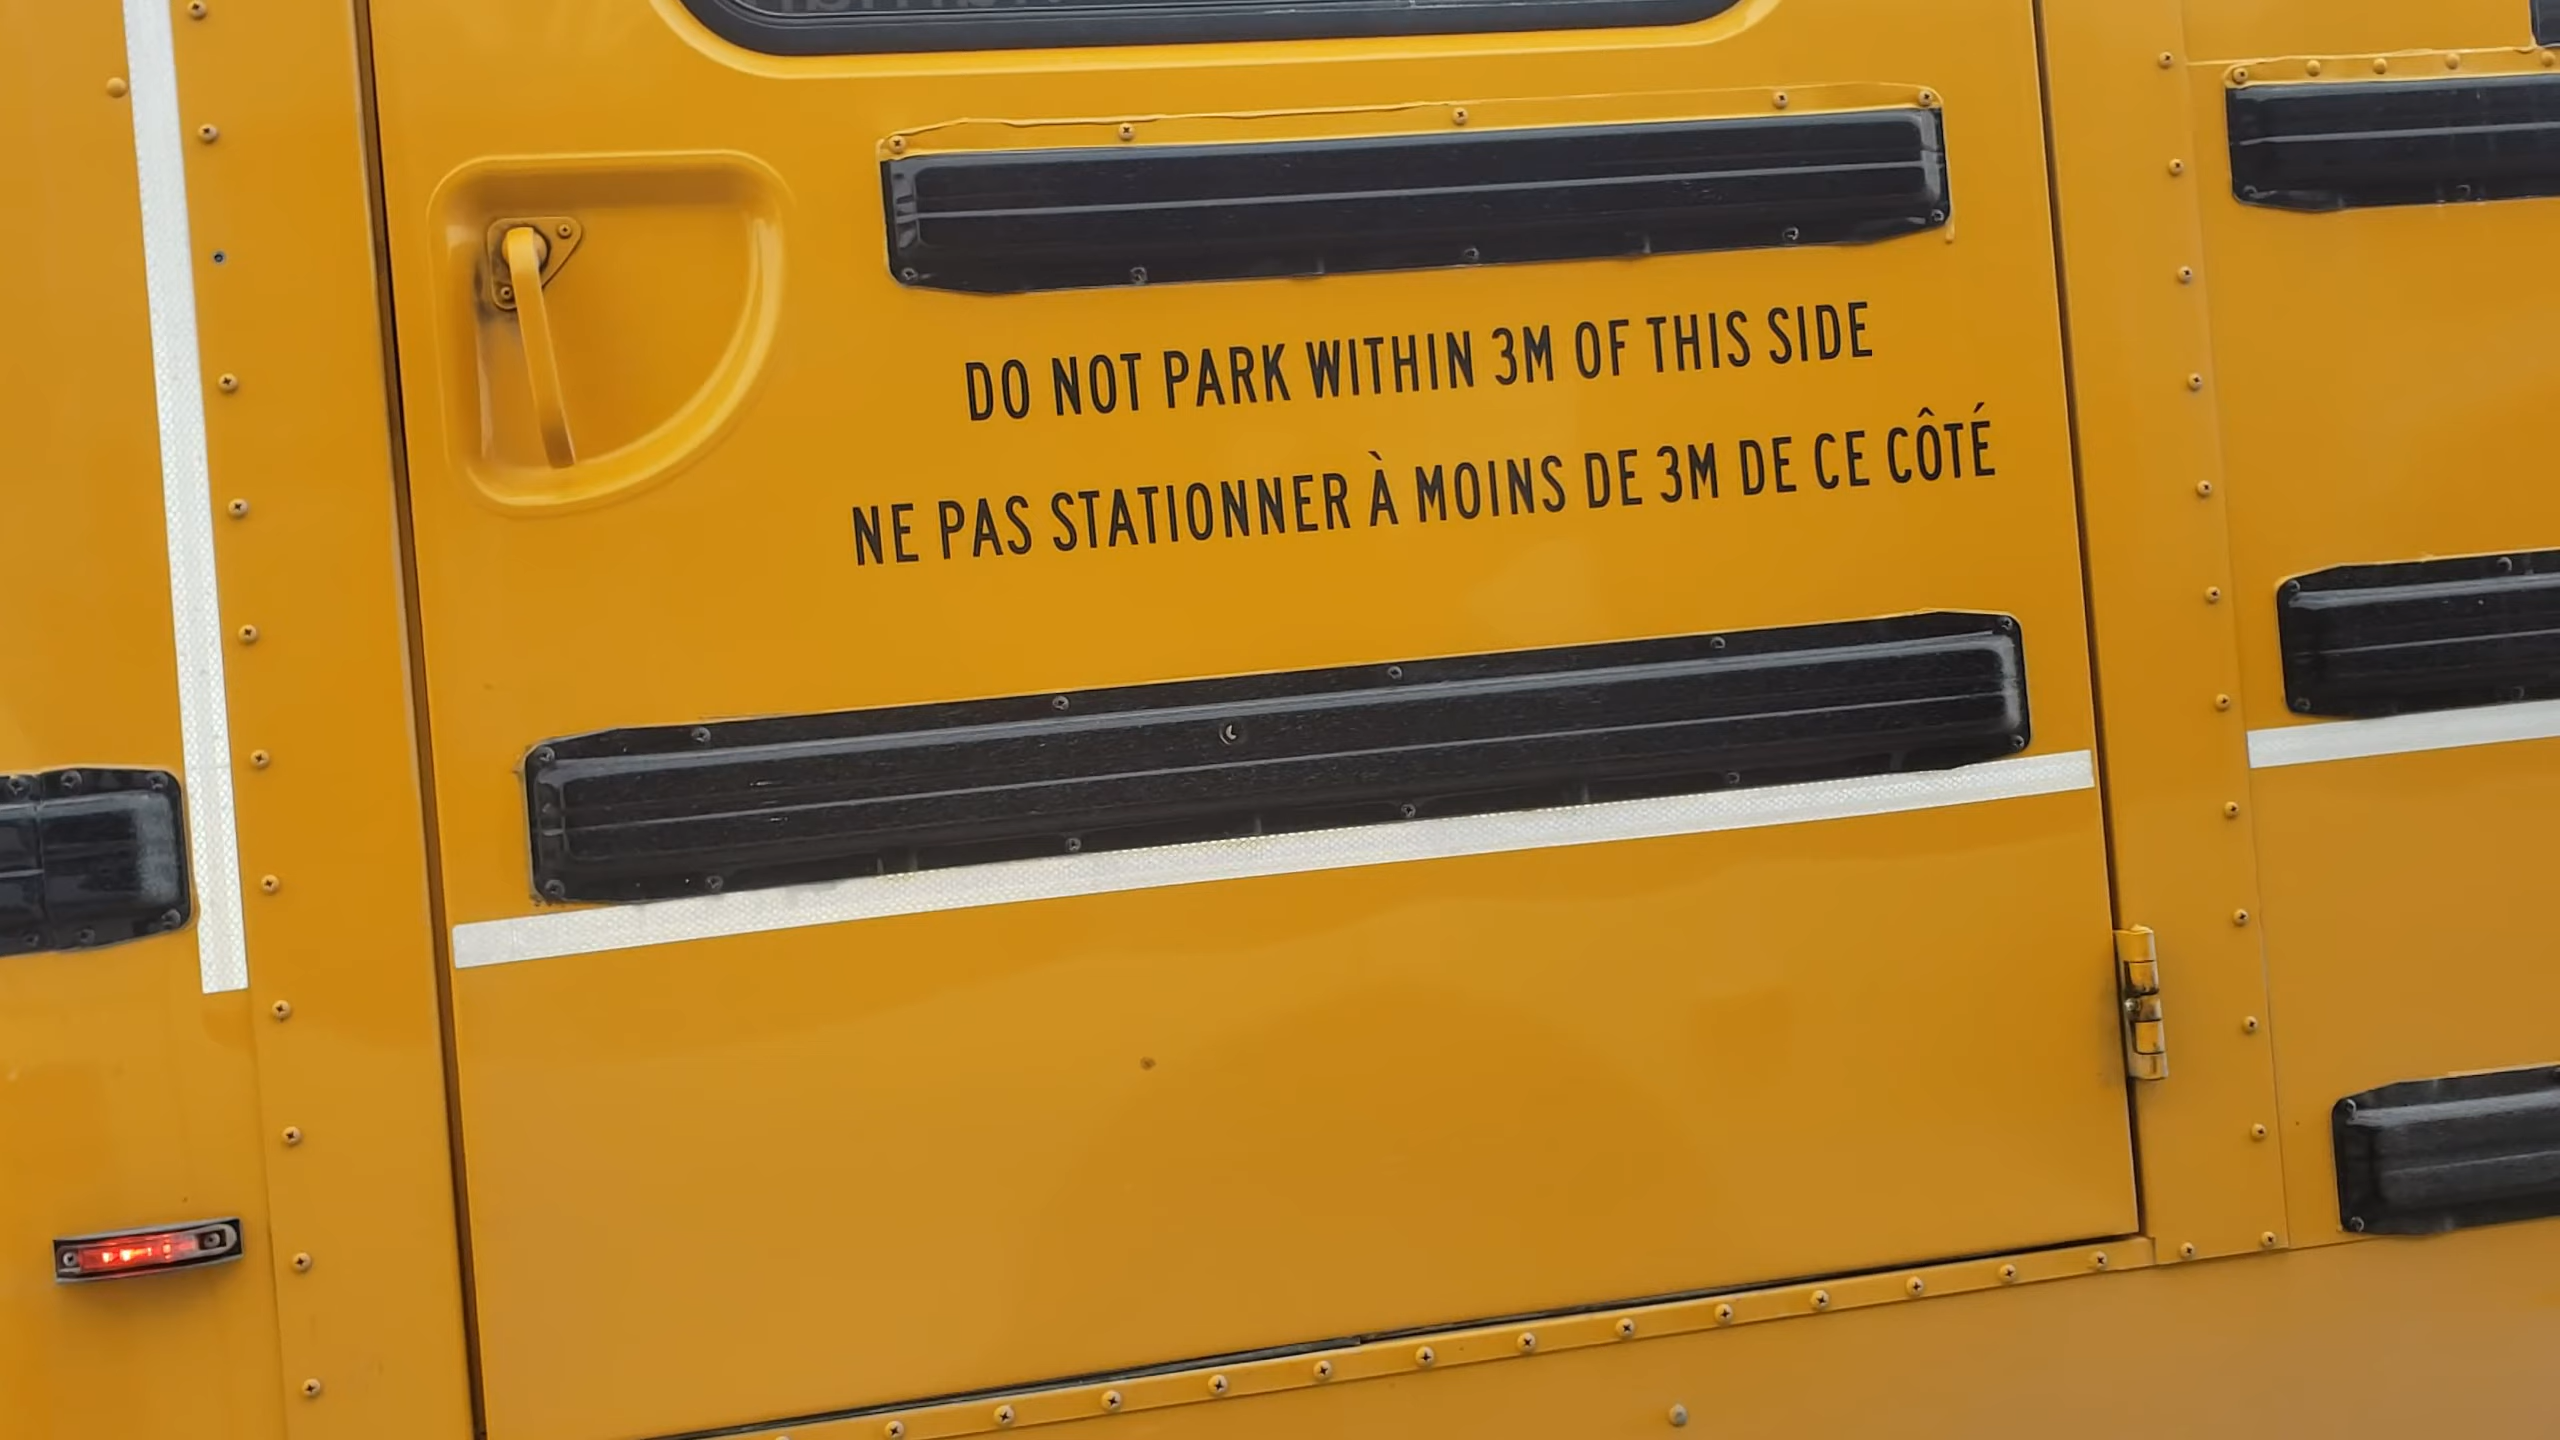 DO NOT PARK WITHIN 3M OF THIS SIDE
NE PAS STATIONNER À MOINS DE 3M DE CE CÔTÉ